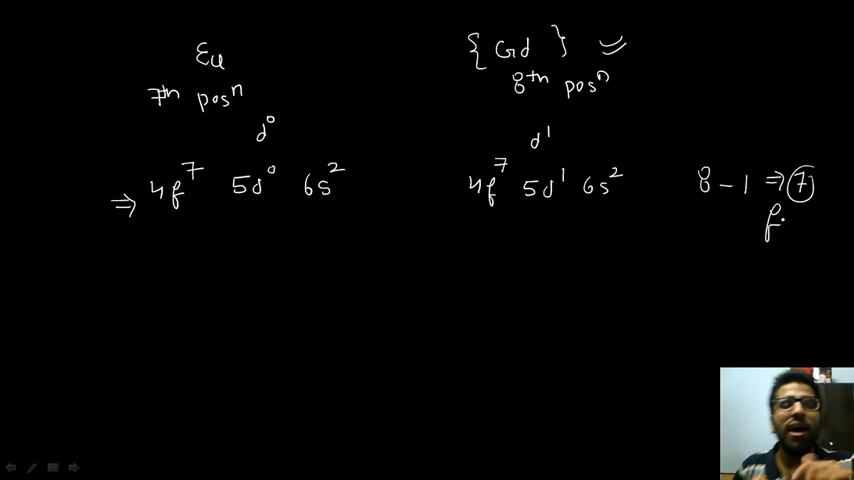 Eu
7th posⁿ
d⁰
⇒ 4f⁷ 5d⁰ 6s²
{ Gd }
8th posⁿ
d¹
4f⁷ 5d¹ 6s²
8 - 1 ⇒ 7
f.